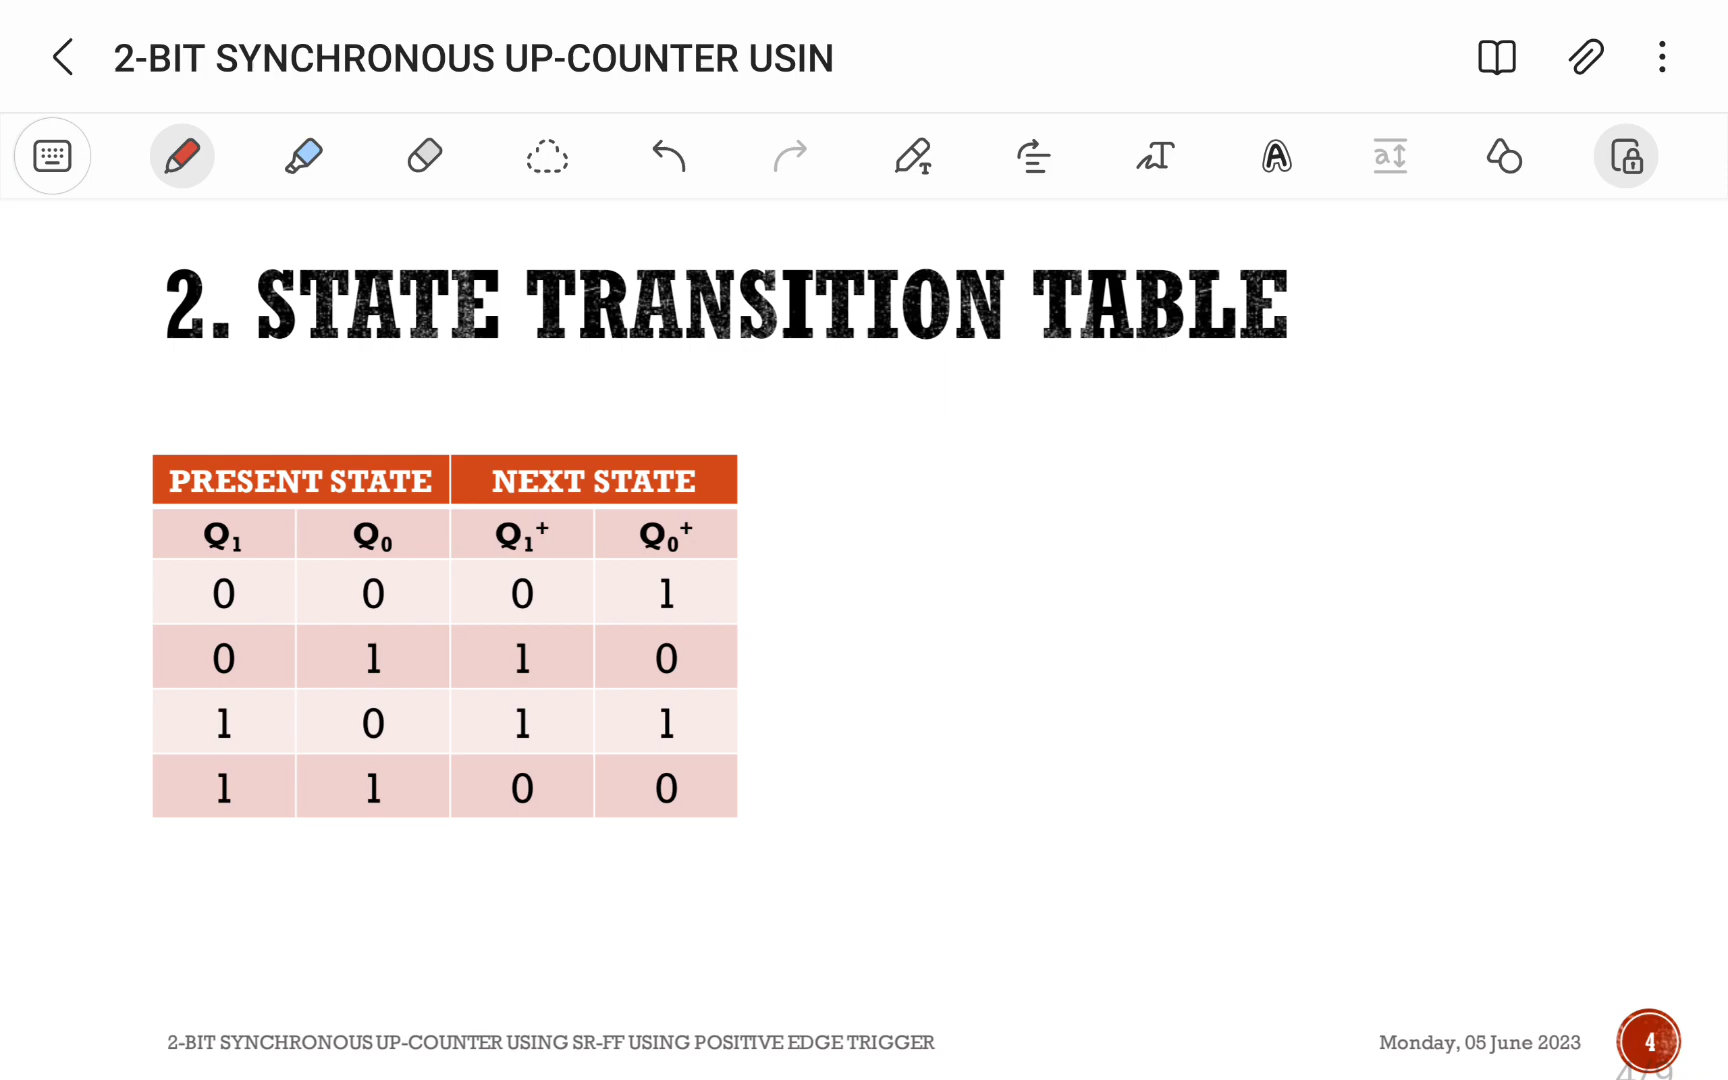 2-BIT SYNCHRONOUS UP-COUNTER USIN
2. STATE TRANSITION TABLE
PRESENT STATE NEXT STATE
Q₁ Q₀ Q₁⁺ Q₀⁺
0 0 0 1
0 1 1 0
1 0 1 1
1 1 0 0
2-BIT SYNCHRONOUS UP-COUNTER USING SR-FF USING POSITIVE EDGE TRIGGER Monday, 05 June 2023 4